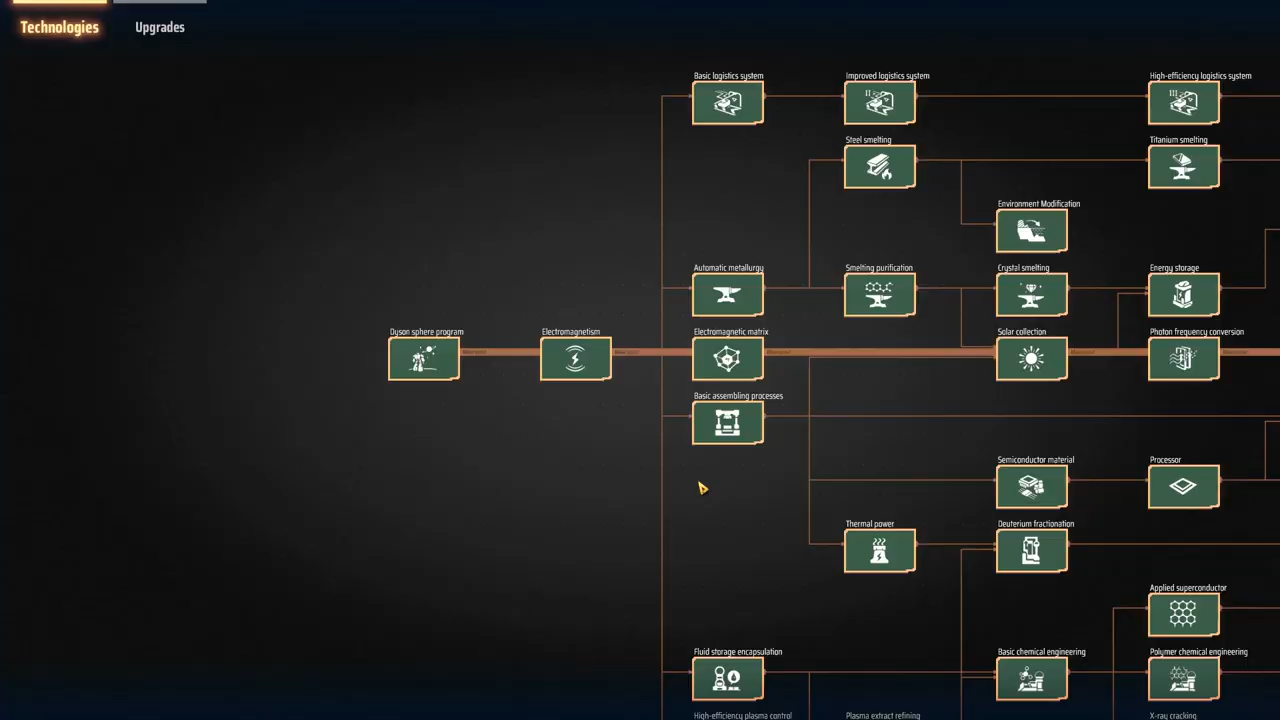 Technologies
Upgrades
Basic logistics system
Improved logistics system
High-efficiency logistics system
Steel smelting
Titanium smelting
Environment Modification
Automatic metallurgy
Smelting purification
Crystal smelting
Energy storage
Dyson sphere program
Electromagnetism
Electromagnetic matrix
Solar collection
Photon frequency conversion
Basic assembling processes
Semiconductor material
Processor
Thermal power
Deuterium fractionation
Applied superconductor
Fluid storage encapsulation
Basic chemical engineering
Polymer chemical engineering
High-efficiency plasma control
Plasma extract refining
X-ray cracking